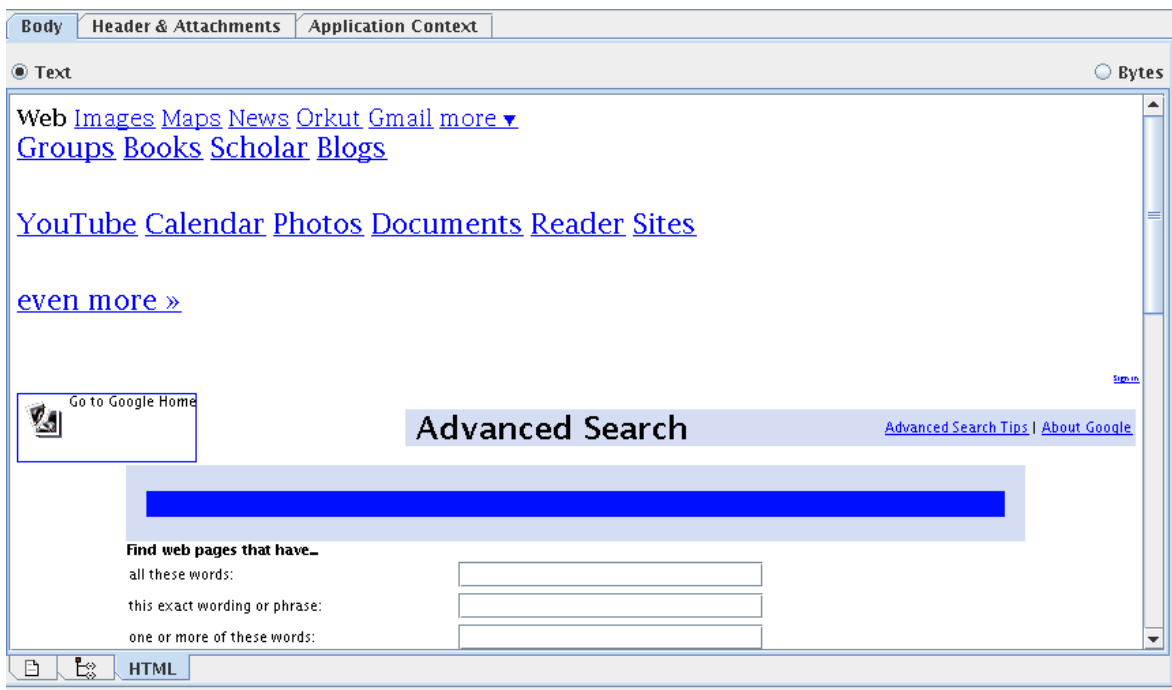 Body Header & Attachments Application Context
Text Bytes
Web Images Maps News Orkut Gmail more ▼
Groups Books Scholar Blogs
YouTube Calendar Photos Documents Reader Sites
even more »
Sign in
Go to Google Home
Advanced Search Advanced Search Tips | About Google
Find web pages that have...
all these words:
this exact wording or phrase:
one or more of these words:
HTML